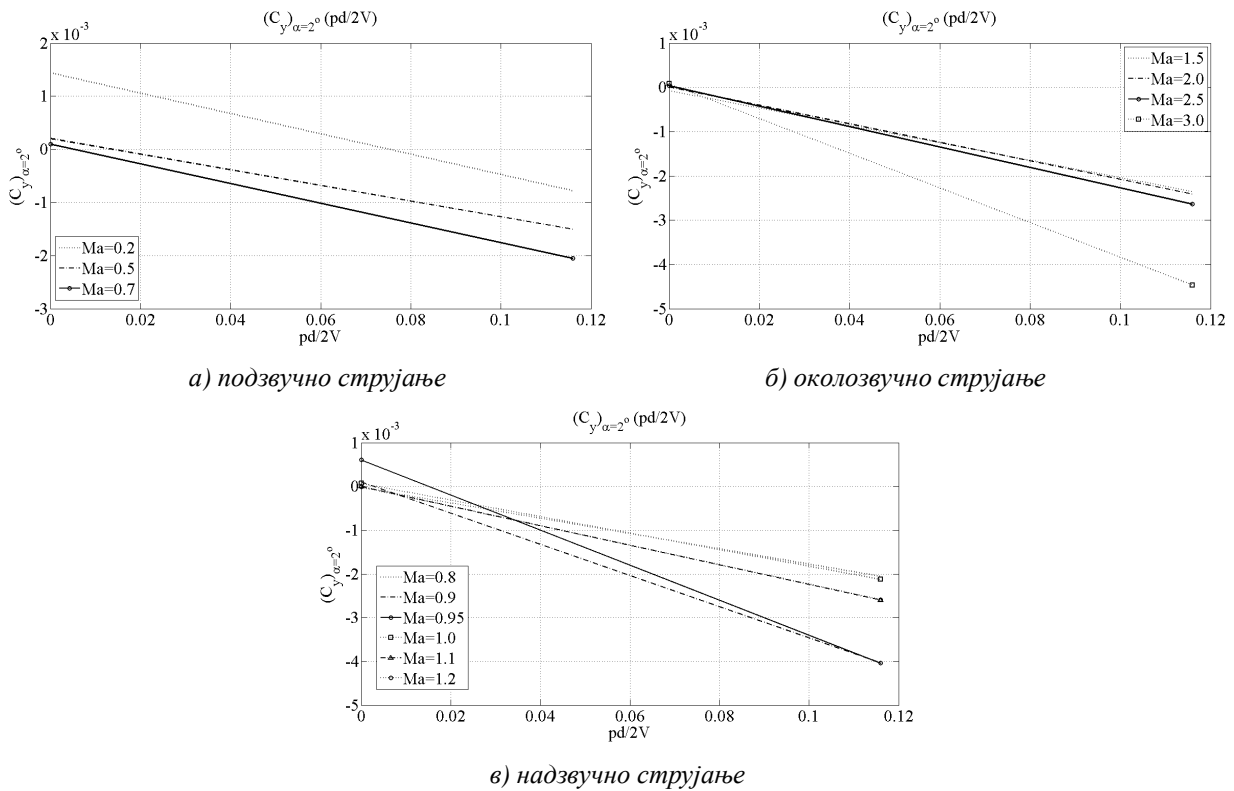 (Cy)α=2° (pd/2V)
x 10-3
2
1
0
-1
-2
-3
(Cy)α=2°
Ma=0.2
Ma=0.5
Ma=0.7
0 0.02 0.04 0.06 0.08 0.1 0.12
pd/2V
а) подзвучно струјање
(Cy)α=2° (pd/2V)
x 10-3
1
0
-1
-2
-3
-4
-5
(Cy)α=2°
Ma=1.5
Ma=2.0
Ma=2.5
Ma=3.0
0 0.02 0.04 0.06 0.08 0.1 0.12
pd/2V
б) околозвучно струјање
(Cy)α=2° (pd/2V)
x 10-3
1
0
-1
-2
-3
-4
-5
(Cy)α=2°
Ma=0.8
Ma=0.9
Ma=0.95
Ma=1.0
Ma=1.1
Ma=1.2
0 0.02 0.04 0.06 0.08 0.1 0.12
pd/2V
в) надзвучно струјање